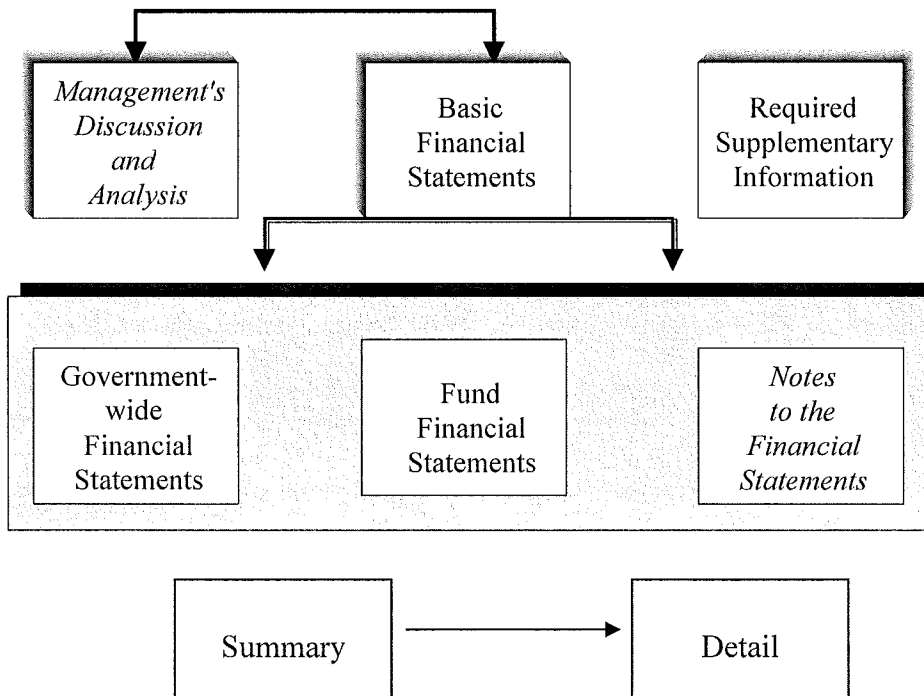 Management's
Discussion
and
Analysis
Basic
Financial
Statements
Required
Supplementary
Information
Government-
wide
Financial
Statements
Fund
Financial
Statements
Notes
to the
Financial
Statements
Summary
Detail